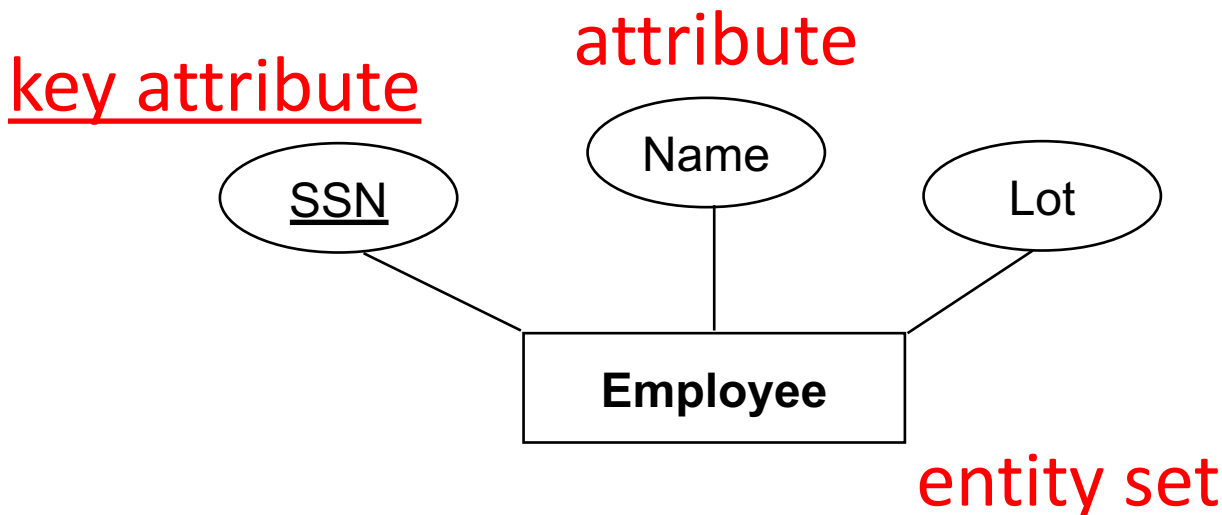 attribute
key attribute
Name
SSN
Lot
Employee
entity set